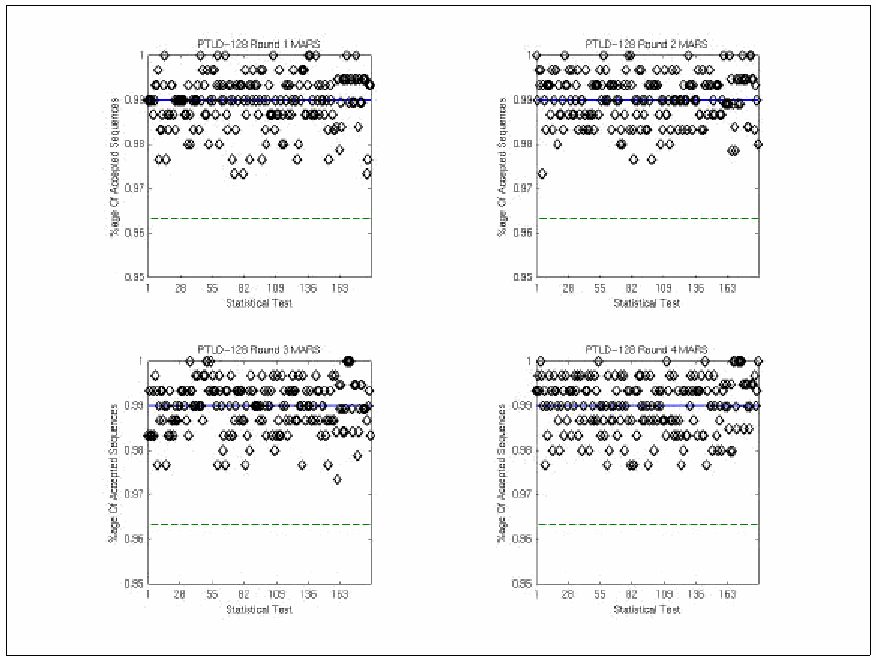 PTLD-128 Round 1 MARS
PTLD-128 Round 2 MARS
%age Of Accepted Sequences
1
0.99
0.98
0.97
0.96
0.95
1 28 55 82 109 136 163
Statistical Test
%age Of Accepted Sequences
1
0.99
0.98
0.97
0.96
0.95
1 28 55 82 109 136 163
Statistical Test
PTLD-128 Round 3 MARS
PTLD-128 Round 4 MARS
%age Of Accepted Sequences
1
0.99
0.98
0.97
0.96
0.95
1 28 55 82 109 136 163
Statistical Test
%age Of Accepted Sequences
1
0.99
0.98
0.97
0.96
0.95
1 28 55 82 109 136 163
Statistical Test